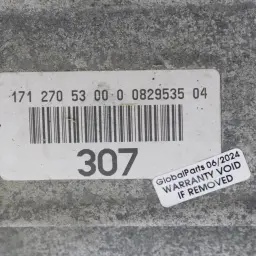 171 270 53 00 0 0829535 04
307
GlobalParts 06/2024
WARRANTY VOID
IF REMOVED